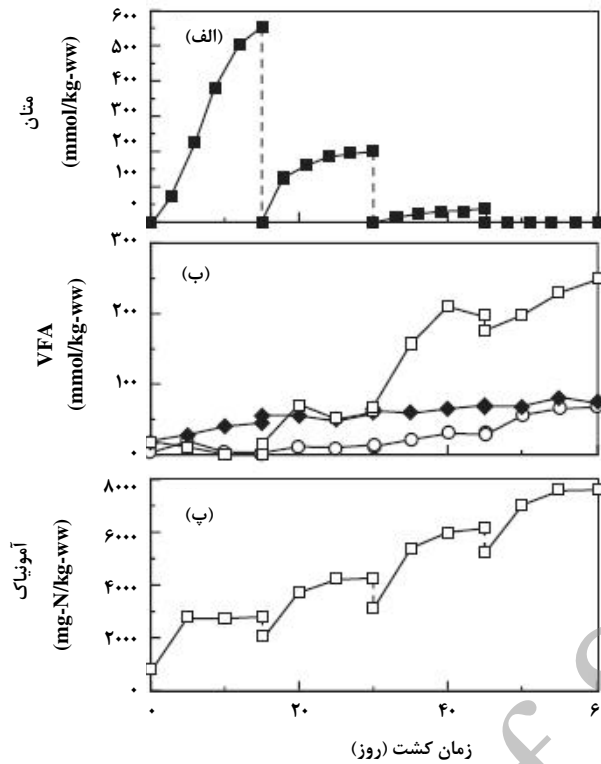 ۶۰۰
(الف)
۵۰۰
۴۰۰
۳۰۰
۲۰۰
۱۰۰
۰
متان
(mmol/kg-ww)
۳۰۰
(ب)
۲۰۰
۱۰۰
۰
VFA
(mmol/kg-ww)
۸۰۰۰
(پ)
۶۰۰۰
۴۰۰۰
۲۰۰۰
۰
آمونیاک
(mg-N/kg-ww)
۰ ۲۰ ۴۰ ۶
زمان کشت (روز)